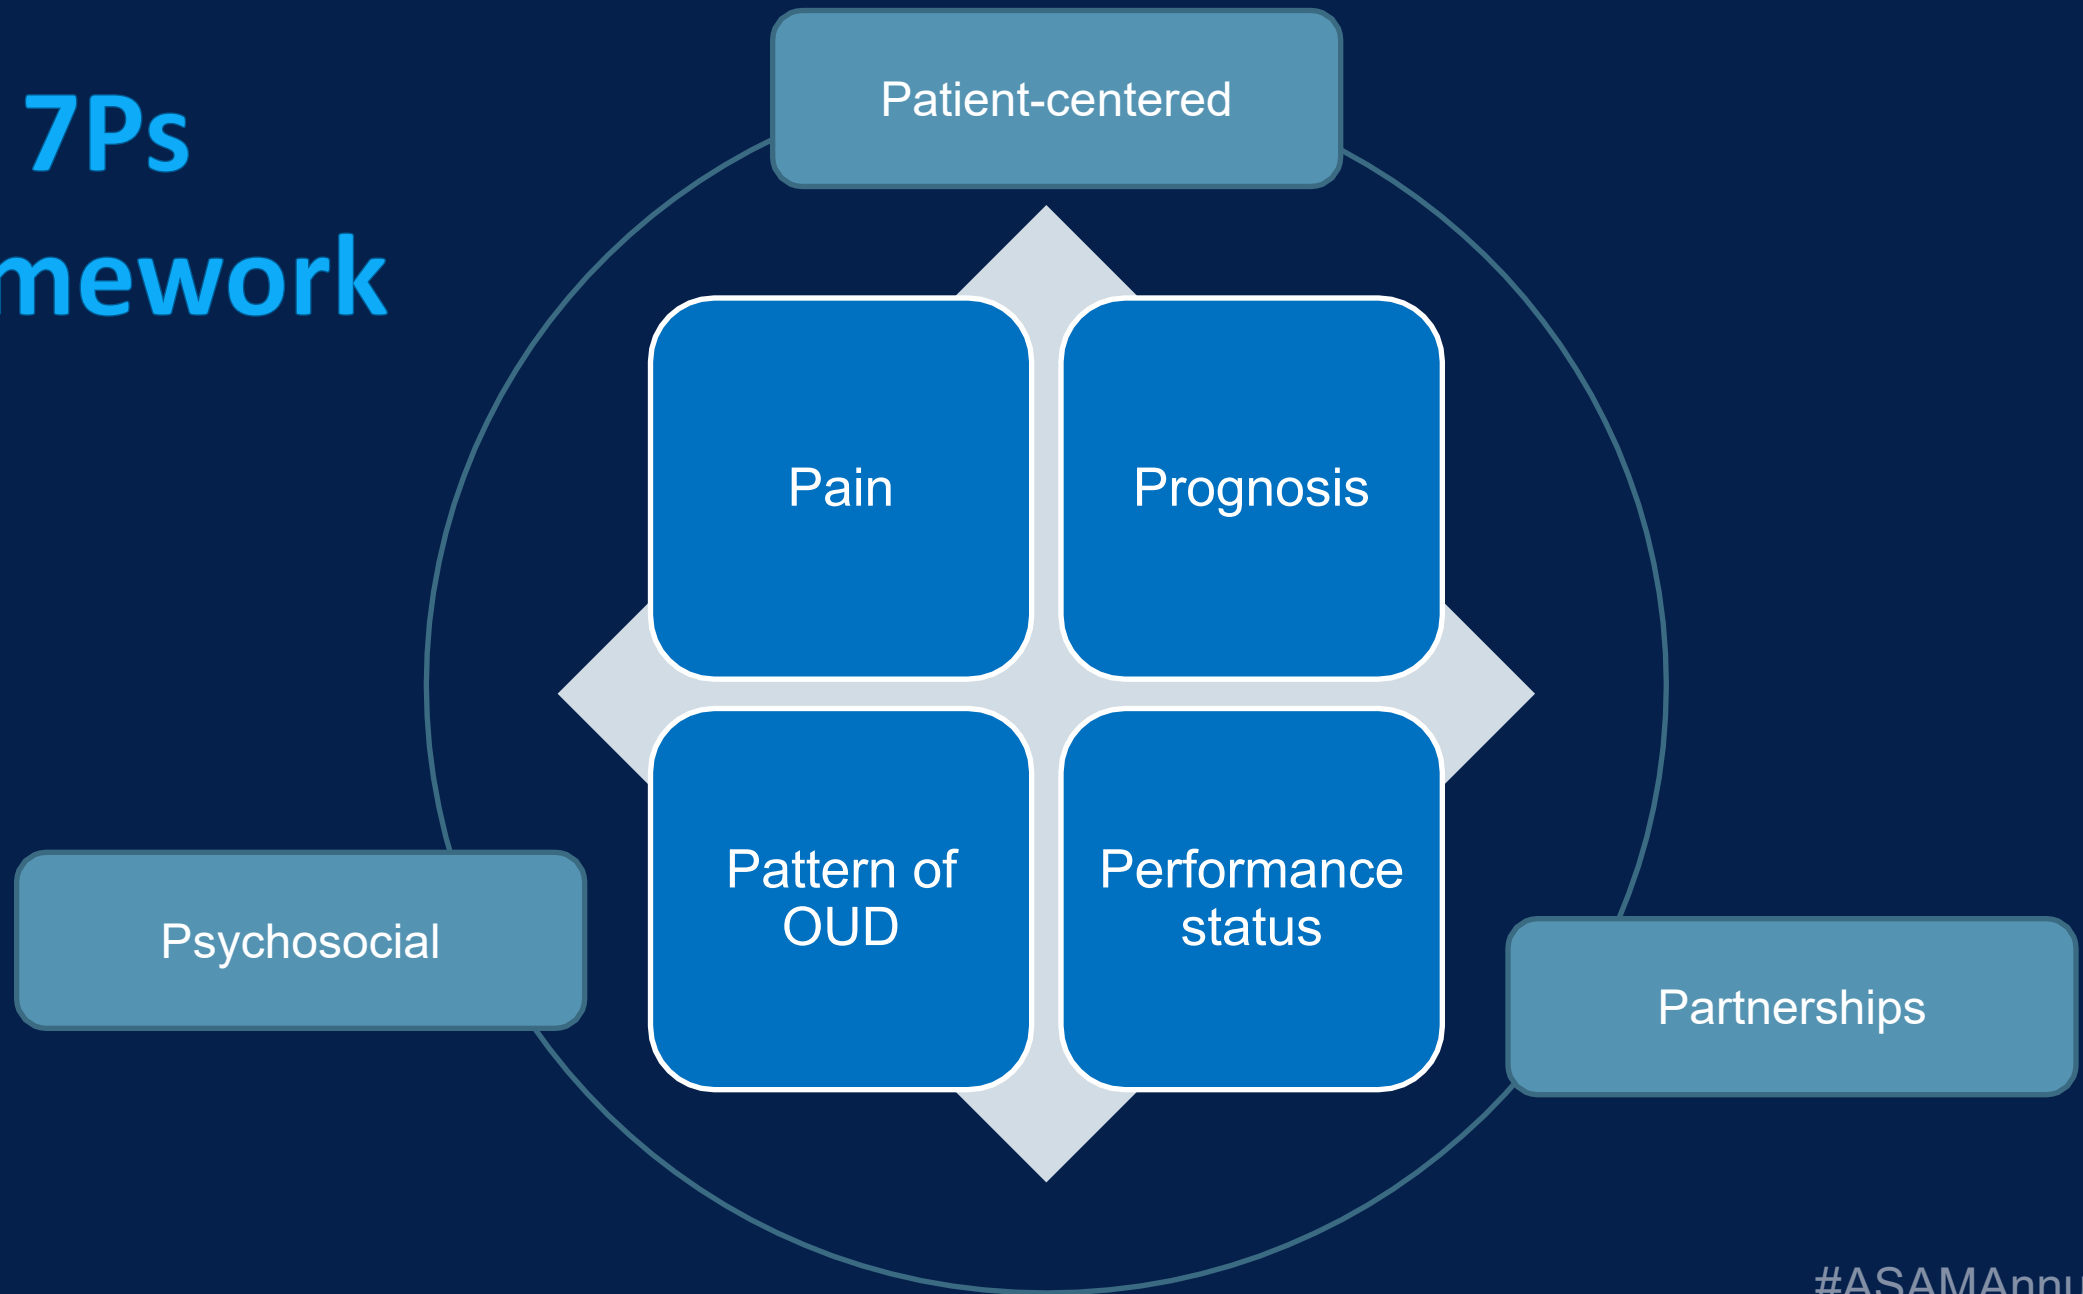 7Ps
mework
Patient-centered
Pain
Prognosis
Pattern of
OUD
Performance
status
Psychosocial
Partnerships
#ASAMAnnu